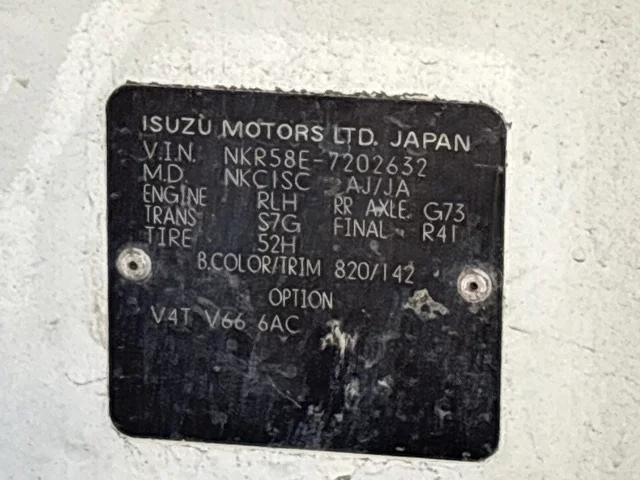 ISUZU MOTORS LTD. JAPAN
V.I.N. NKR58E-7202632
M.D. NKC1SC AJ/JA
ENGINE RLH RR AXLE. G73
TRANS S7G FINAL R41
TIRE 52H
B.COLOR/TRIM 820/142
OPTION
V4T V66 6AC